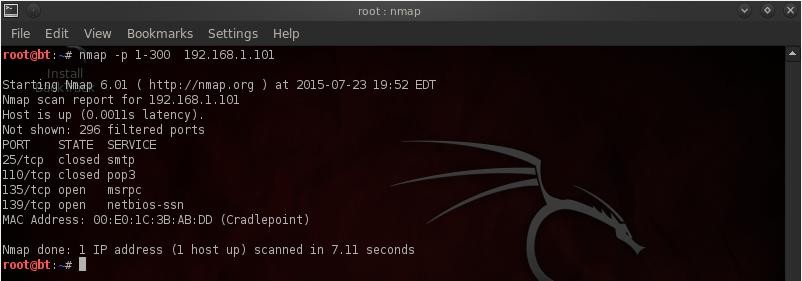 root : nmap
File Edit View Bookmarks Settings Help
root@bt:~# nmap -p 1-300  192.168.1.101
Install
Starting Nmap 6.01 ( http://nmap.org ) at 2015-07-23 19:52 EDT
Nmap scan report for 192.168.1.101
Host is up (0.0011s latency).
Not shown: 296 filtered ports
PORT    STATE  SERVICE
25/tcp  closed smtp
110/tcp closed pop3
135/tcp open   msrpc
139/tcp open   netbios-ssn
MAC Address: 00:E0:1C:3B:AB:DD (Cradlepoint)
Nmap done: 1 IP address (1 host up) scanned in 7.11 seconds
root@bt:~#